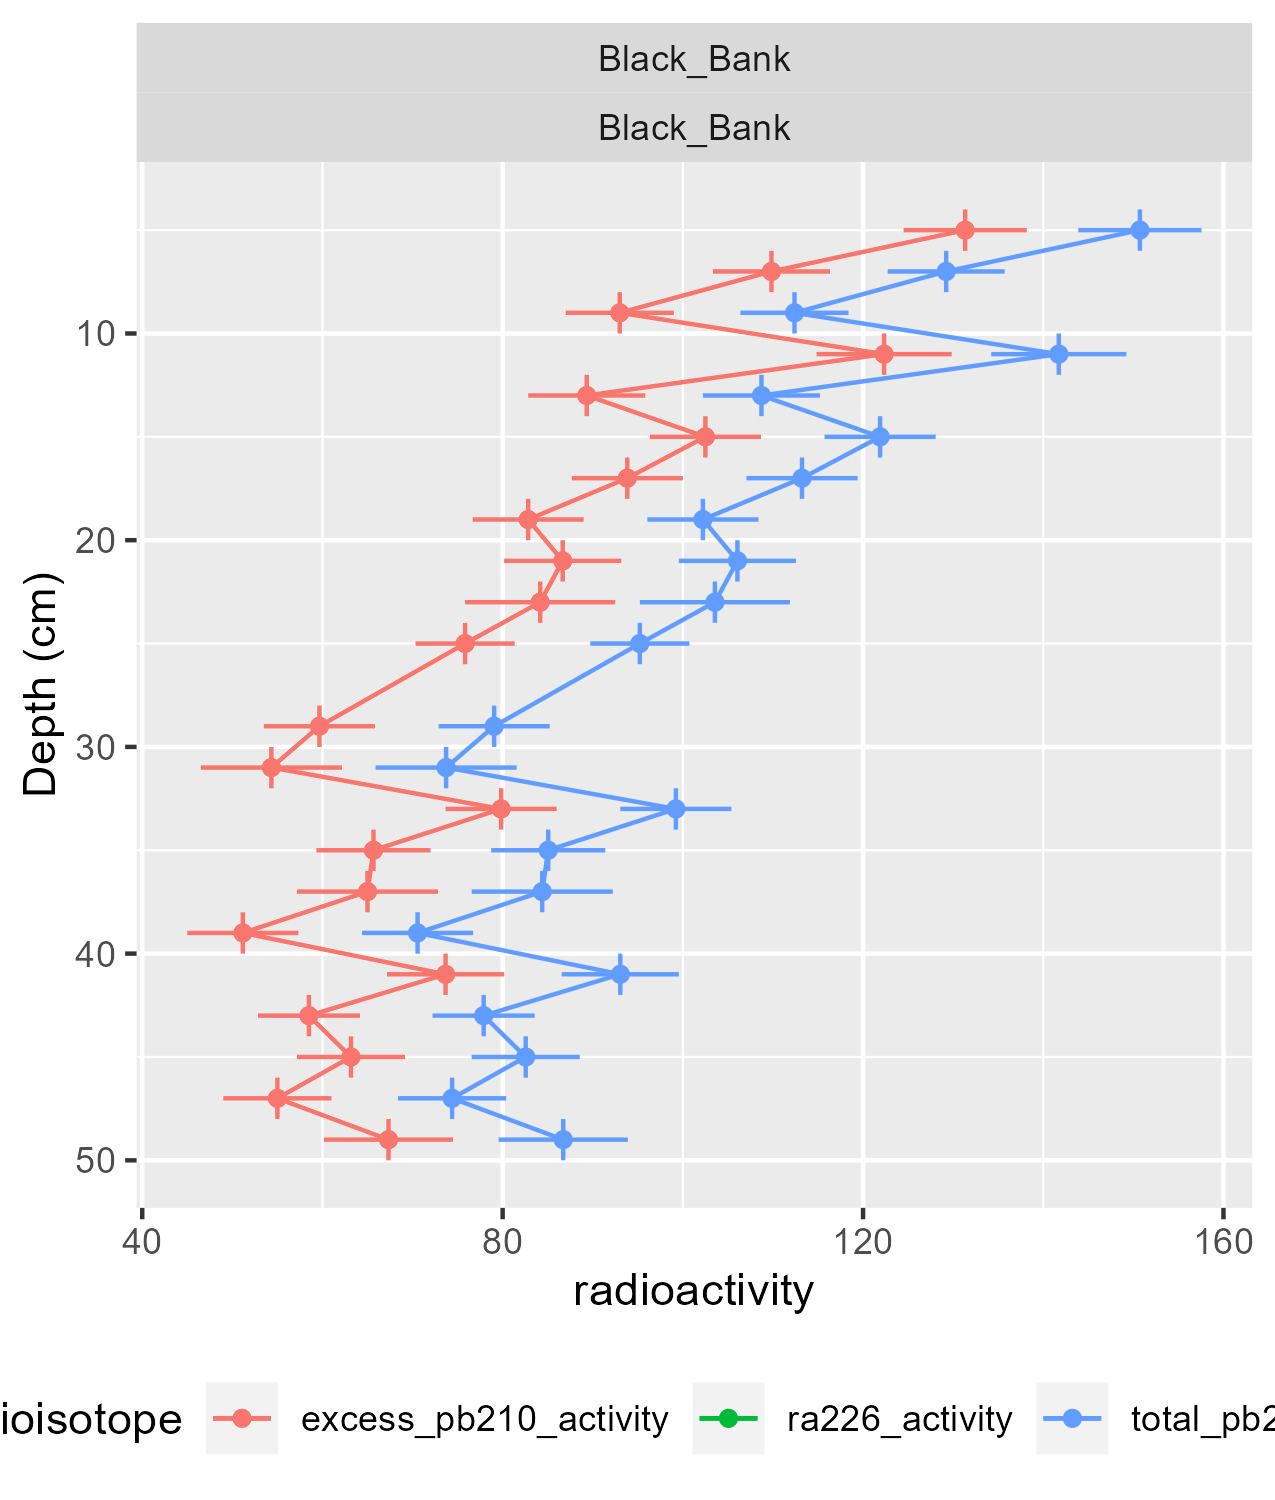 Black_Bank
Black_Bank
10
20
30
40
50
Depth (cm)
40 80 120 160
radioactivity
ioisotope excess_pb210_activity ra226_activity total_pb2